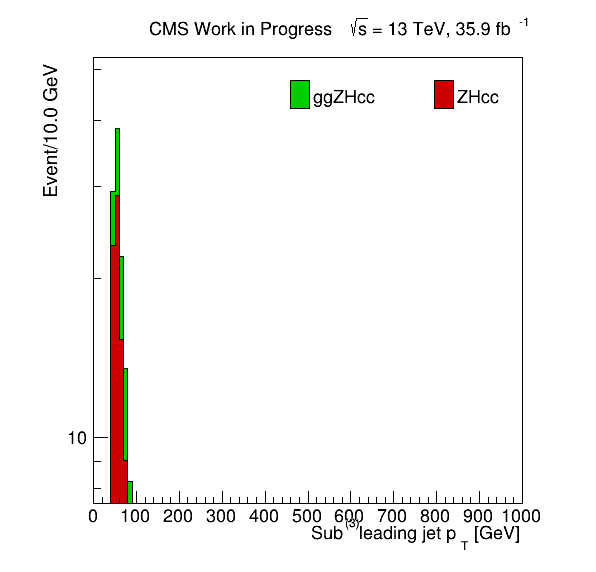 CMS Work in Progress √s = 13 TeV, 35.9 fb -1
Event/10.0 GeV
ggZHcc ZHcc
10
0 100 200 300 400 500 600 700 800 900 1000
Sub(3)leading jet p T [GeV]